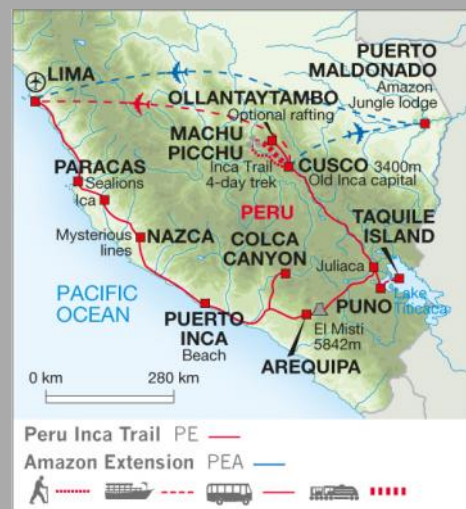 LIMA
PUERTO
MALDONADO
Amazon
Jungle lodge
OLLANTAYTAMBO
Optional rafting
MACHU
PICCHU
Inca Trail
4-day trek
CUSCO 3400m
Old Inca capital
PARACAS
Sealions
Ica
PERU
TAQUILE
ISLAND
Mysterious
lines
NAZCA
COLCA
CANYON
Juliaca
PACIFIC
OCEAN
PUERTO
INCA
Beach
PUNO
Lake
Titicaca
El Misti
5842m
AREQUIPA
0 km 280 km
Peru Inca Trail PE
Amazon Extension PEA